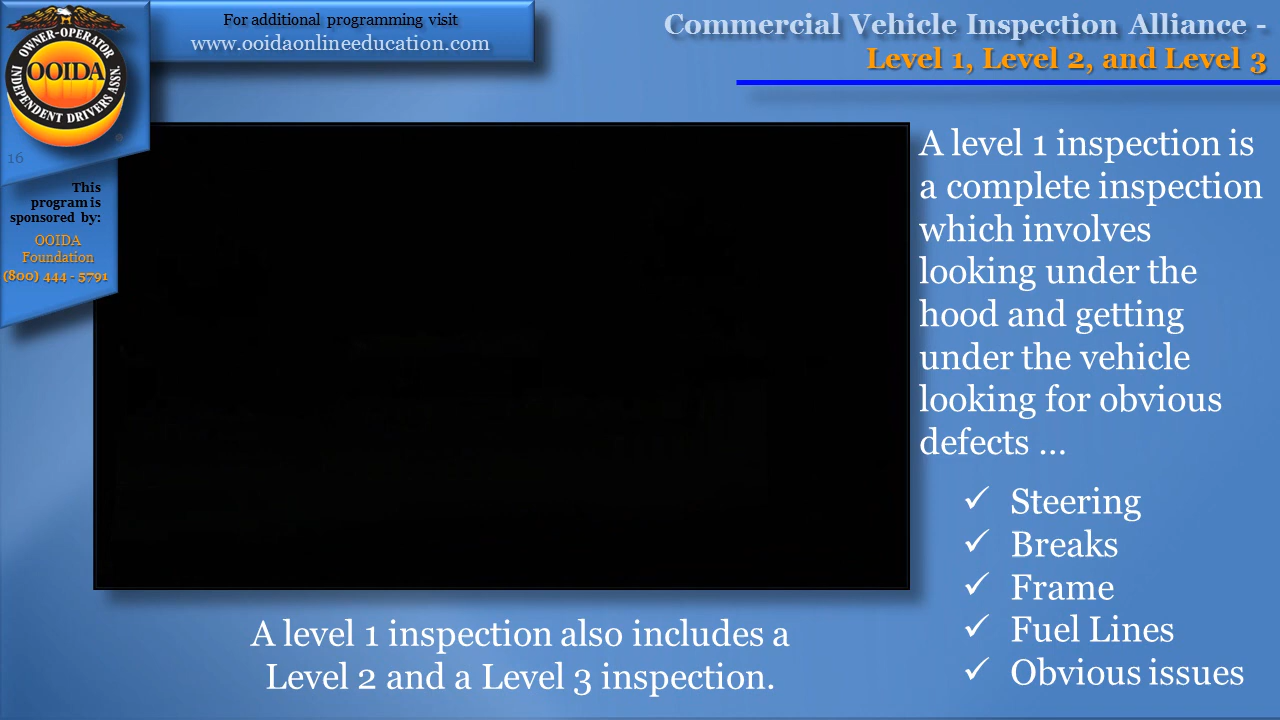 For additional programming visit
www.ooidaonlineeducation.com
Commercial Vehicle Inspection Alliance -
Level 1, Level 2, and Level 3
OWNER-OPERATOR
OOIDA
INDEPENDENT DRIVERS ASSN.
®
16
This
program is
sponsored by:
OOIDA
Foundation
(800) 444 - 5791
A level 1 inspection is
a complete inspection
which involves
looking under the
hood and getting
under the vehicle
looking for obvious
defects ...
✓ Steering
✓ Breaks
✓ Frame
✓ Fuel Lines
✓ Obvious issues
A level 1 inspection also includes a
Level 2 and a Level 3 inspection.